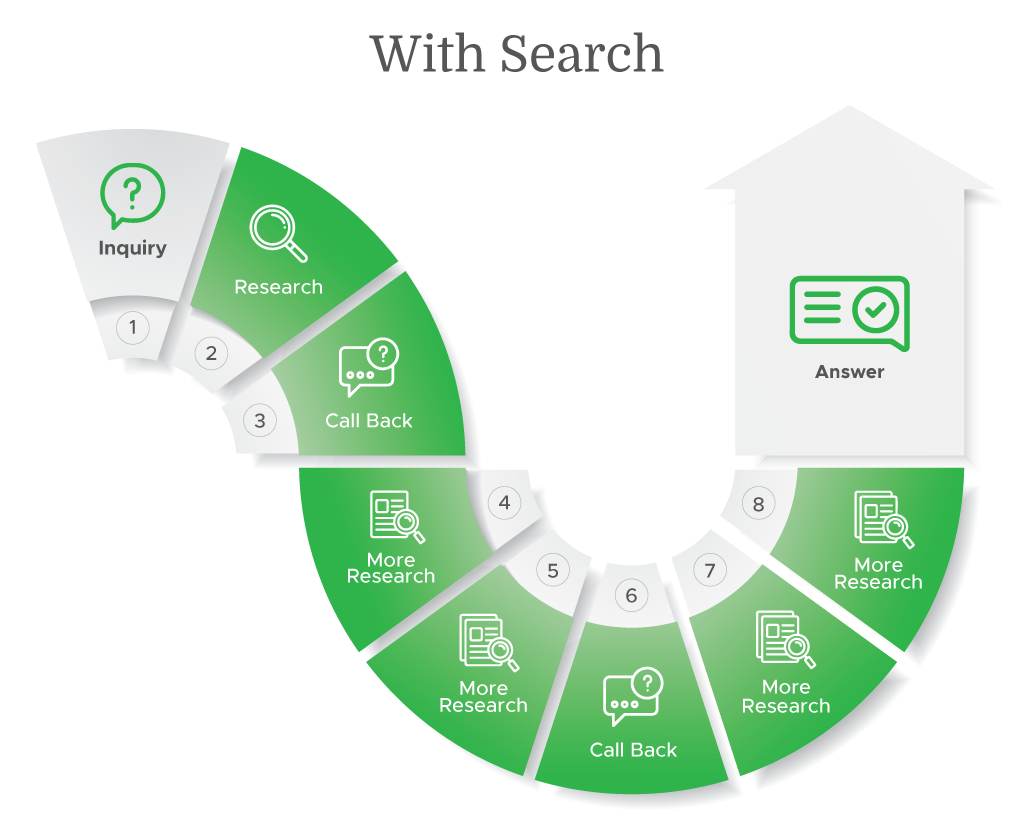 With Search
Inquiry
1
Research
2
Call Back
3
More
Research
4
More
Research
5
Call Back
6
More
Research
7
More
Research
8
Answer